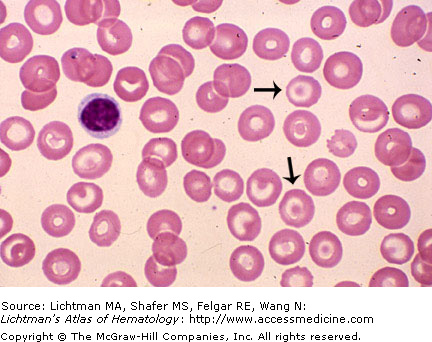 Source: Lichtman MA, Shafer MS, Felgar RE, Wang N:
Lichtman's Atlas of Hematology: http://www.accessmedicine.com
Copyright © The McGraw-Hill Companies, Inc. All rights reserved.